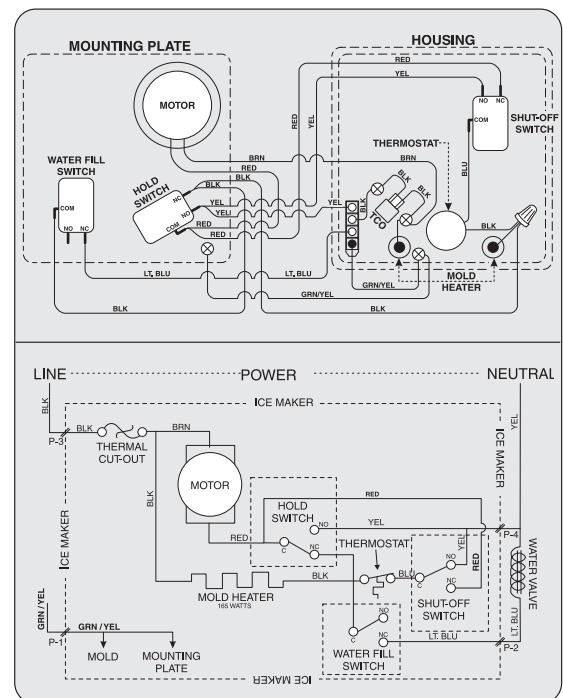 MOUNTING PLATE
HOUSING
RED
YEL
MOTOR
RED
YEL
NO NC
COM
SHUT-OFF
SWITCH
THERMOSTAT
BLU
WATER FILL
SWITCH
BRN
BRN
RED
BLK
BLK
HOLD
SWITCH
NC
NO
COM
YEL
YEL
YEL
RED
RED
BLK
BLK
BLK
TCO
BLK
COM
NO NC
LT. BLU
LT. BLU
GRN/YEL
GRN/YEL
MOLD
HEATER
BLK
BLK
LINE
POWER
NEUTRAL
BLK
ICE MAKER
YEL
P-3
BLK
THERMAL
CUT-OUT
BRN
ICE MAKER
BLK
MOTOR
HOLD
SWITCH
RED
NO
YEL
P-4
RED
C
NC
THERMOSTAT
YEL
RED
WATER VALVE
ICE MAKER
MOLD HEATER
165 WATTS
BLK
BLU
NO
C
NC
SHUT-OFF
SWITCH
GRN / YEL
GRN / YEL
P-1
MOLD
MOUNTING
PLATE
NO
C
NC
WATER FILL
SWITCH
LT. BLU
P-2
LT. BLU
ICE MAKER